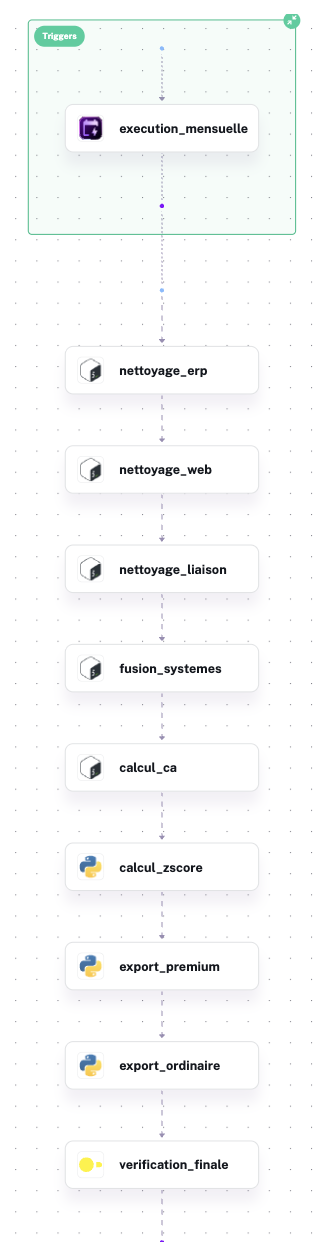 Triggers
execution_mensuelle
nettoyage_erp
nettoyage_web
nettoyage_liaison
fusion_systemes
calcul_ca
calcul_zscore
export_premium
export_ordinaire
verification_finale